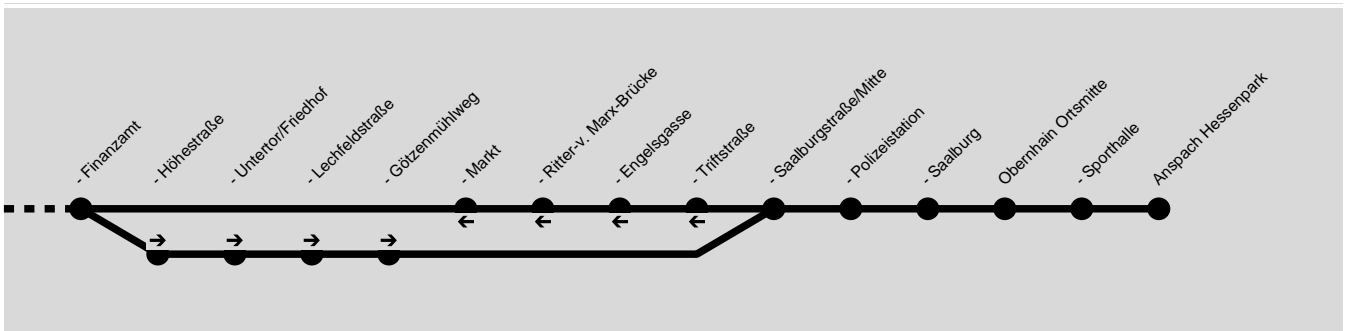 - Finanzamt
- Höhestraße
- Untertor/Friedhof
- Lechfeldstraße
- Götzenmühlweg
- Markt
- Ritter-v. Marx-Brücke
- Engelsgasse
- Triftstraße
- Saalburgstraße/Mitte
- Polizeistation
- Saalburg
Obernhain Ortsmitte
- Sporthalle
Anspach Hessenpark